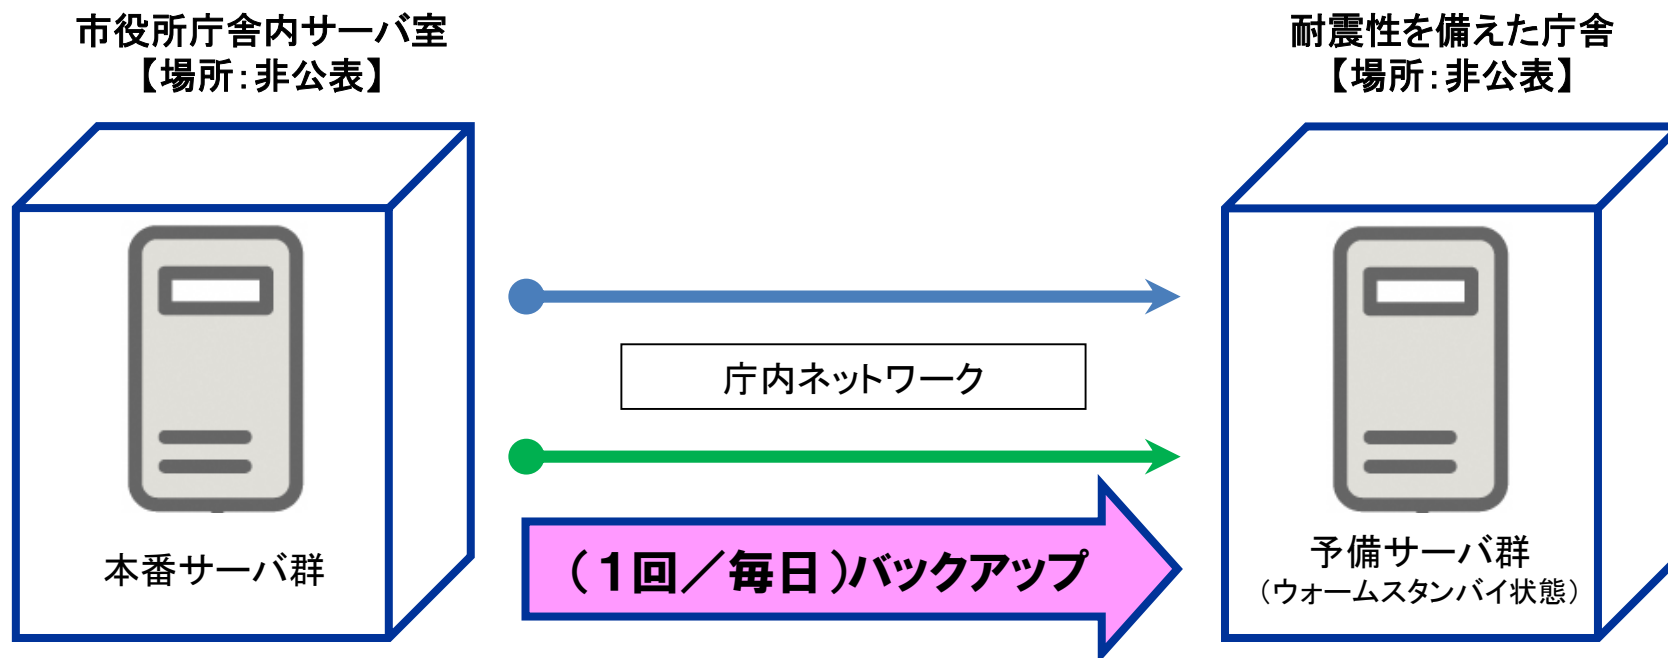 市役所庁舎内サーバ室
【場所：非公表】
耐震性を備えた庁舎
【場所：非公表】
庁内ネットワーク
（１回／毎日）バックアップ
本番サーバ群
予備サーバ群
（ウォームスタンバイ状態）